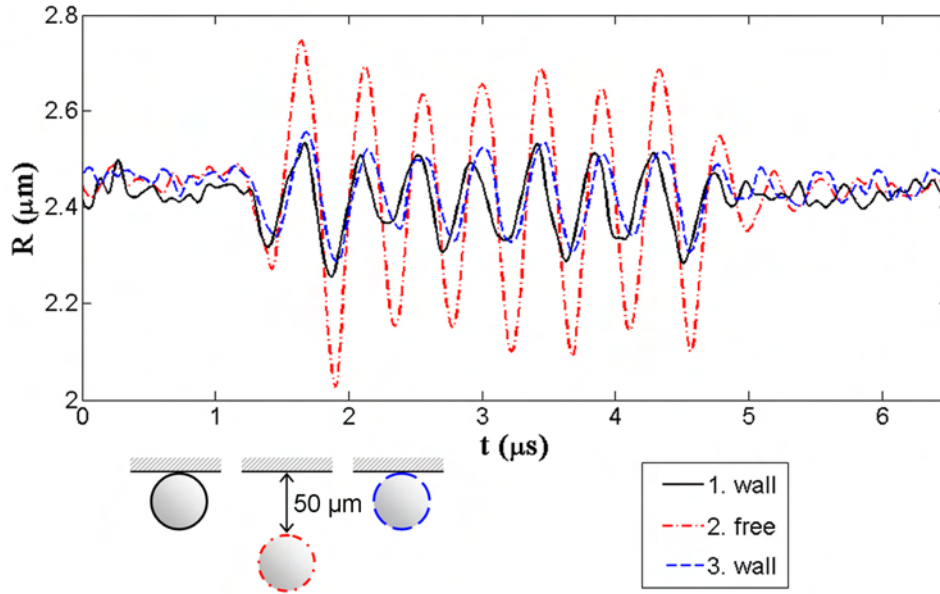 2.8
2.6
2.4
2.2
2
R (μm)
0 1 2 3 4 5 6
t (μs)
50 μm
1. wall
2. free
3. wall